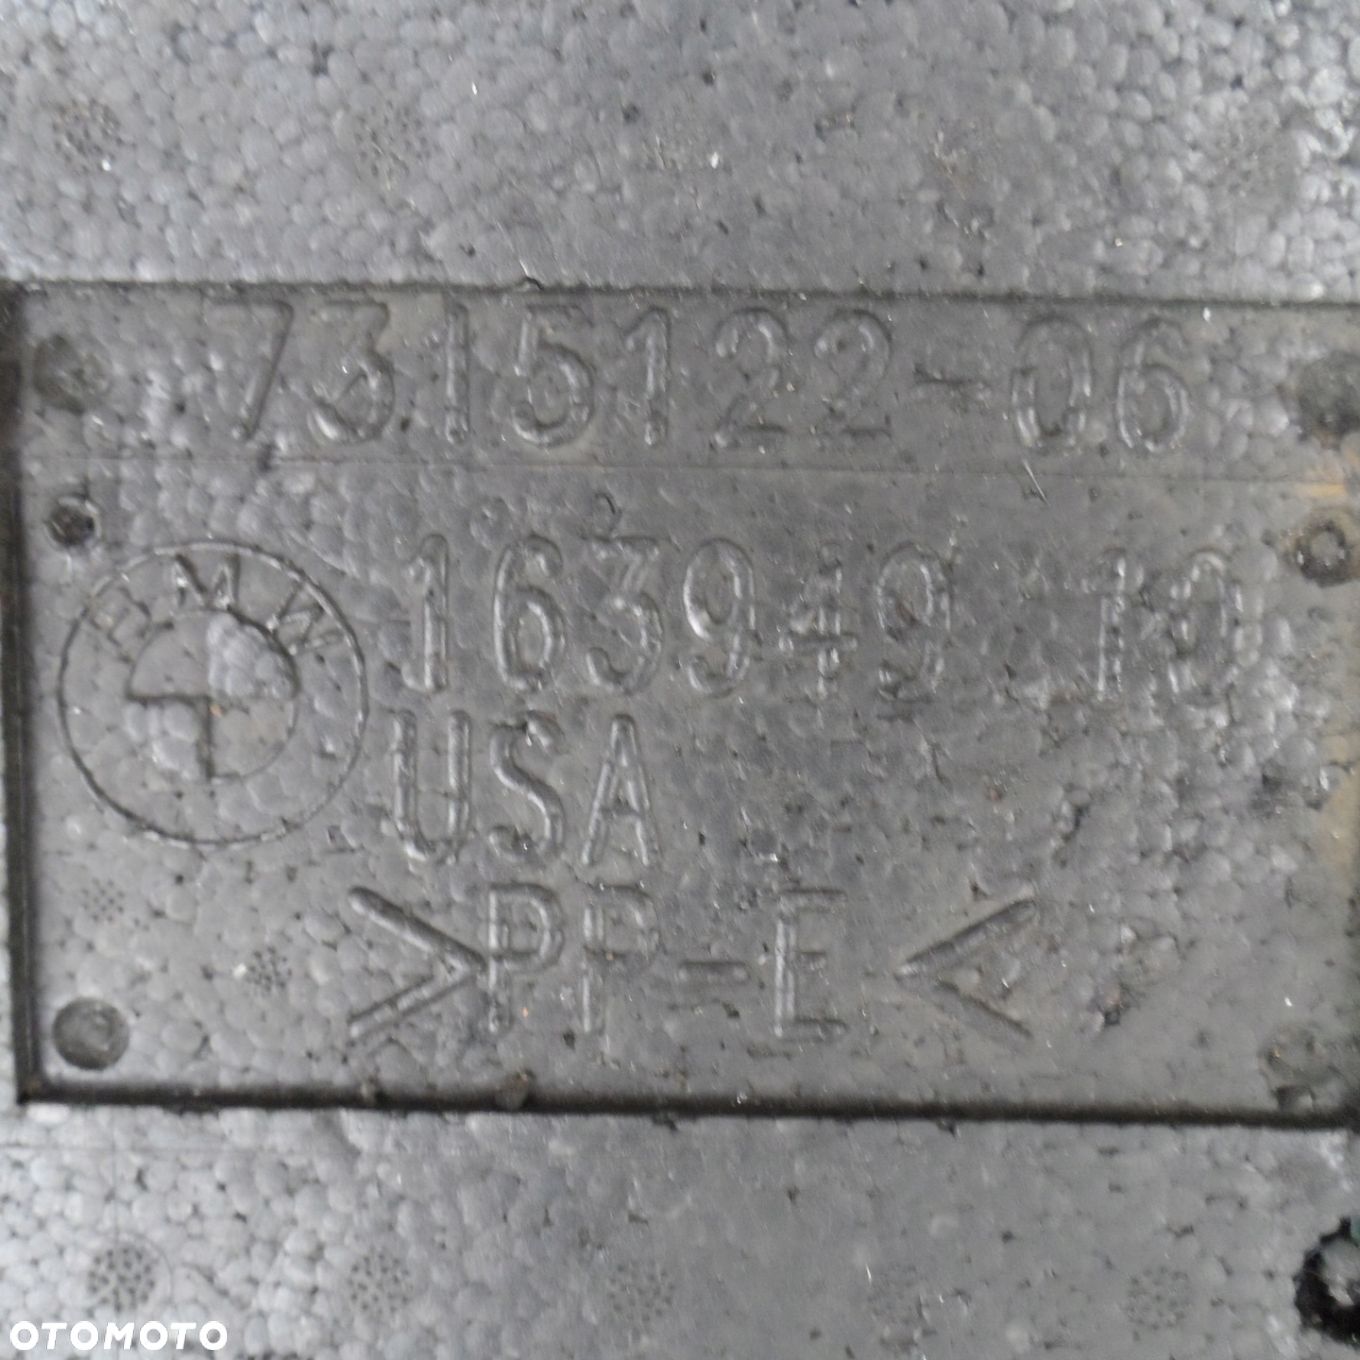 7315122-06
BMW
163949 10
USA
>PP-E<
OTOMOTO